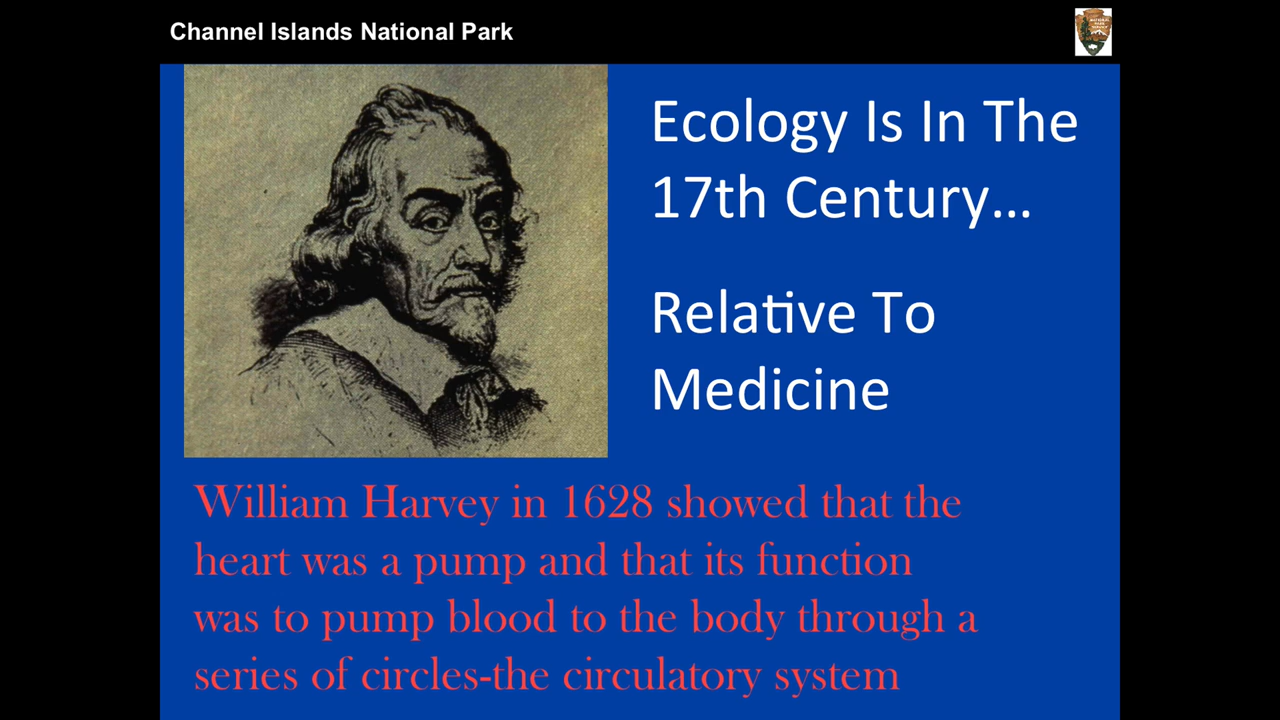 Channel Islands National Park
Ecology Is In The
17th Century…
Relative To
Medicine
William Harvey in 1628 showed that the
heart was a pump and that its function
was to pump blood to the body through a
series of circles-the circulatory system